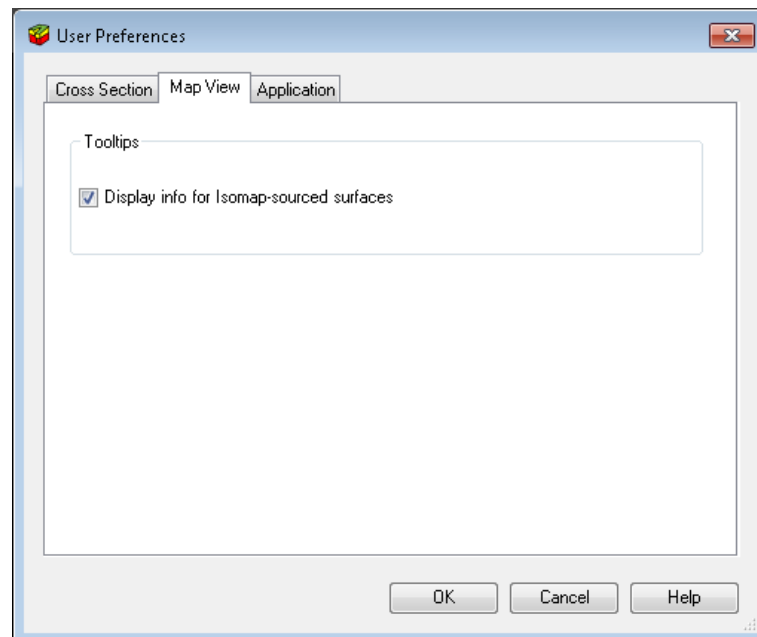 User Preferences
Cross Section Map View Application
Tooltips
Display info for Isomap-sourced surfaces
OK Cancel Help